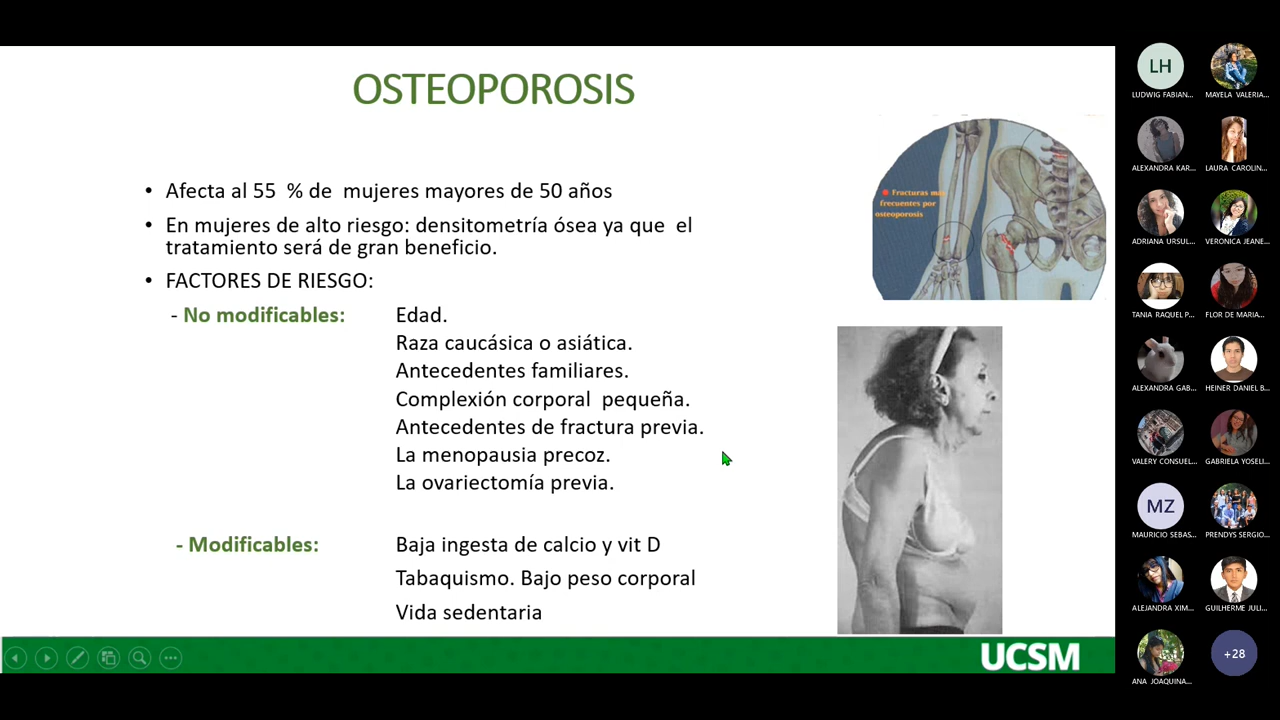 OSTEOPOROSIS
• Afecta al 55 % de mujeres mayores de 50 años
• En mujeres de alto riesgo: densitometría ósea ya que el
tratamiento será de gran beneficio.
• FACTORES DE RIESGO:
- No modificables: Edad.
Raza caucásica o asiática.
Antecedentes familiares.
Complexión corporal pequeña.
Antecedentes de fractura previa.
La menopausia precoz.
La ovariectomía previa.
- Modificables: Baja ingesta de calcio y vit D
Tabaquismo. Bajo peso corporal
Vida sedentaria
Fracturas más
frecuentes por
osteoporosis
UCSM
LH
LUDWIG FABIAN...
MAYELA VALERIA...
ALEXANDRA KAR...
LAURA CAROLIN...
ADRIANA URSUL...
VERONICA JEANE...
TANIA RAQUEL P...
FLOR DE MARIA...
ALEXANDRA GAB...
HEINER DANIEL B...
VALERY CONSUEL...
GABRIELA YOSELI...
MZ
MAURICIO SEBAS...
PRENDYS SERGIO...
ALEJANDRA XIM...
GUILHERME JULI...
ANA JOAQUINA...
+28